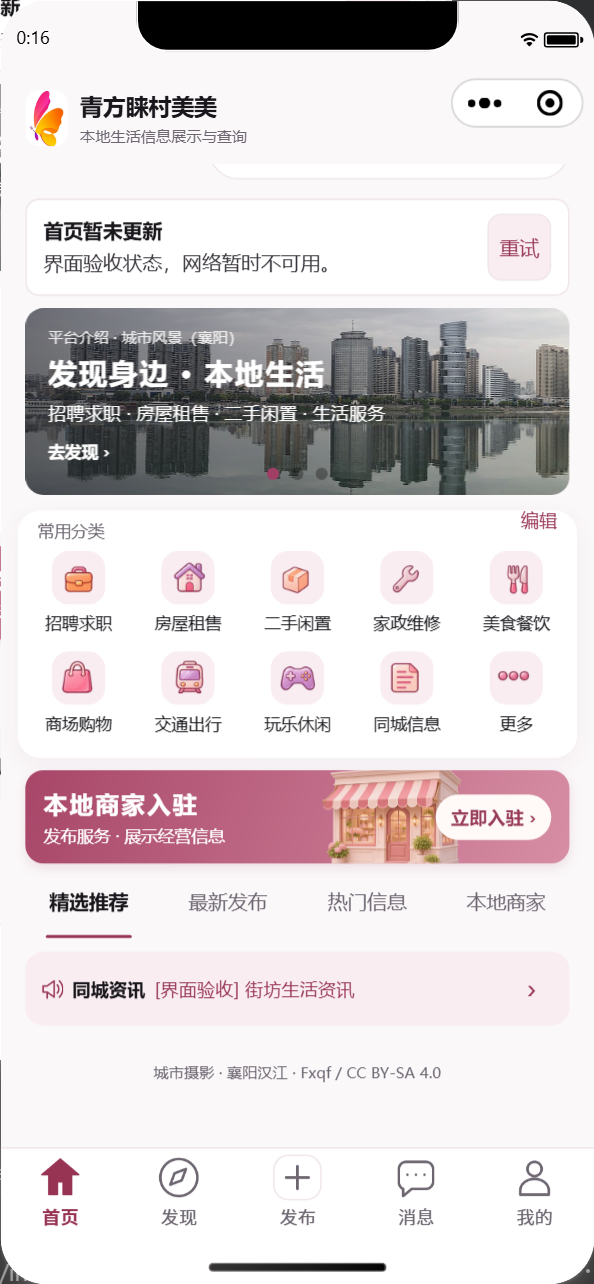 新
0:16
青方睐村美美
本地生活信息展示与查询
首页暂未更新
界面验收状态，网络暂时不可用。
重试
平台介绍 · 城市风景（襄阳）
发现身边 · 本地生活
招聘求职 · 房屋租售 · 二手闲置 · 生活服务
去发现 ›
常用分类
编辑
招聘求职 房屋租售 二手闲置 家政维修 美食餐饮
商场购物 交通出行 玩乐休闲 同城信息 更多
本地商家入驻
发布服务 · 展示经营信息
立即入驻 ›
精选推荐 最新发布 热门信息 本地商家
同城资讯 [界面验收] 街坊生活资讯 ›
城市摄影 · 襄阳汉江 · Fxqf / CC BY-SA 4.0
首页 发现 发布 消息 我的